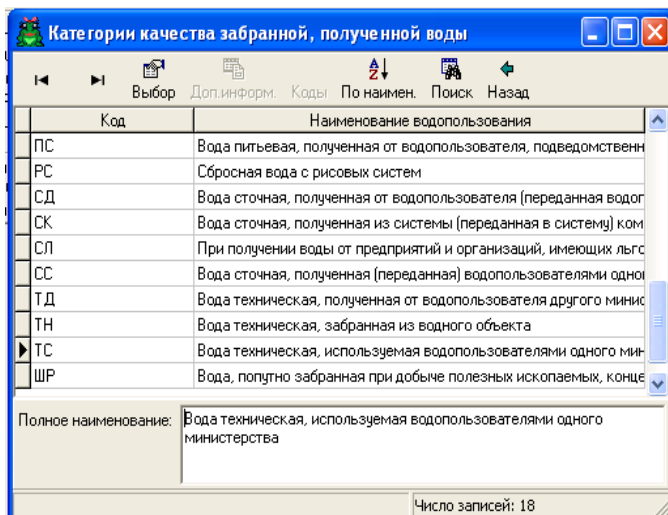 Категории качества забранной, полученной воды
Выбор Доп.информ. Коды По наимен. Поиск Назад
Код Наименование водопользования
ПС Вода питьевая, полученная от водопользователя, подведомственн
РС Сбросная вода с рисовых систем
СД Вода сточная, полученная от водопользователя (переданная водог
СК Вода сточная, полученная из системы (переданная в систему) ком
СЛ При получении воды от предприятий и организаций, имеющих льго
СС Вода сточная, полученная (переданная) водопользователями одно
ТД Вода техническая, полученная от водопользователя другого минис
ТН Вода техническая, забранная из водного объекта
ТС Вода техническая, используемая водопользователями одного мин
ШР Вода, попутно забранная при добыче полезных ископаемых, конце
Полное наименование: Вода техническая, используемая водопользователями одного
министерства
Число записей: 18